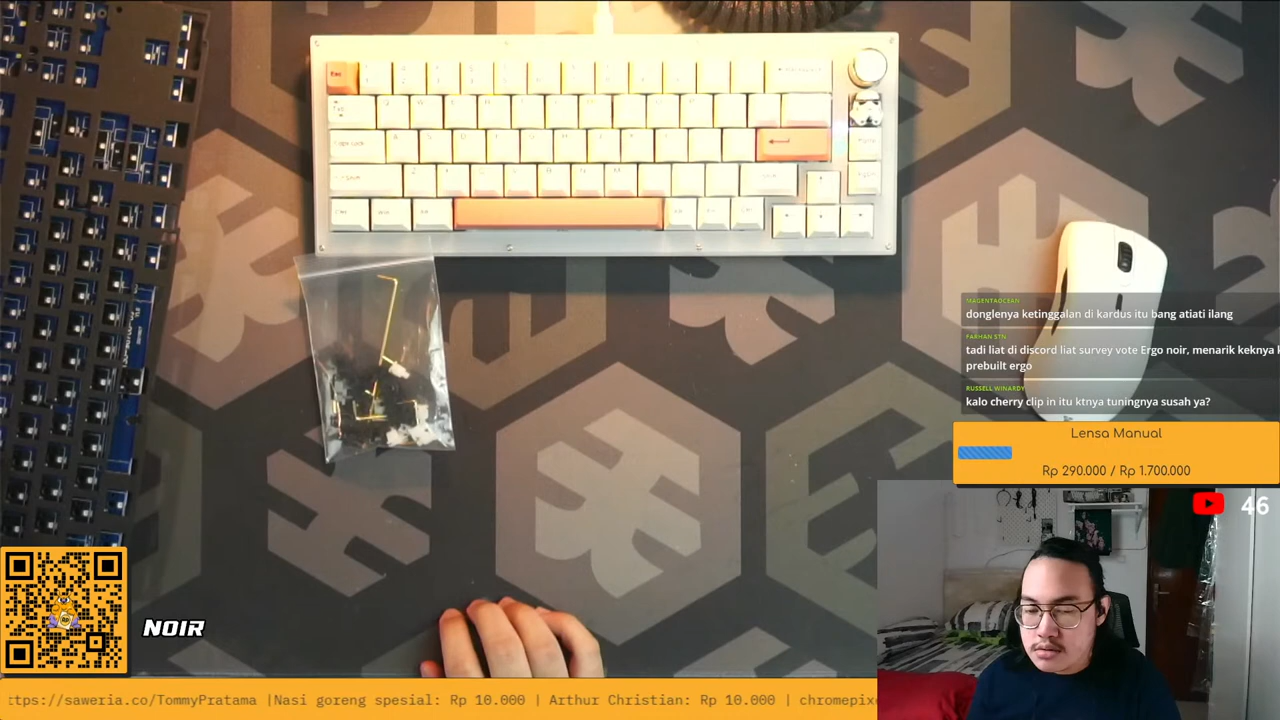 Esc
MAGENTAOCEAN
donglenya ketinggalan di kardus itu bang atiati ilang
FARHAN STN
tadi liat di discord liat survey vote Ergo noir, menarik keknya
prebuilt ergo
RUSSELL WINARDY
kalo cherry clip in itu ktnya tuningnya susah ya?
Lensa Manual
Rp 290.000 / Rp 1.700.000
46
NOIR
ttps://saweria.co/TommyPratama |Nasi goreng spesial: Rp 10.000 | Arthur Christian: Rp 10.000 | chromepix